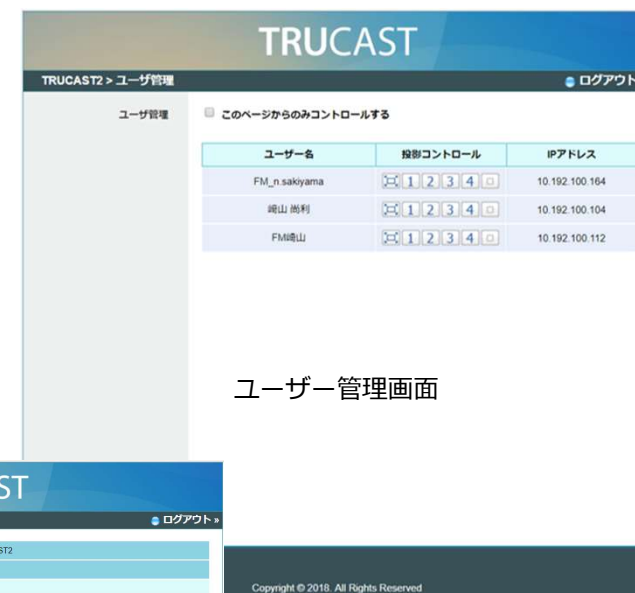 TRUCAST
TRUCAST2 > ユーザ管理
ログアウト
ユーザ管理
このページからのみコントロールする
ユーザー名 投影コントロール IPアドレス
FM_n.sakiyama 1 2 3 4 10.192.100.164
崎山 尚利 1 2 3 4 10.192.100.104
FM崎山 1 2 3 4 10.192.100.112
ユーザー管理画面
ST
ログアウト »
ST2
Copyright © 2018. All Rights Reserved